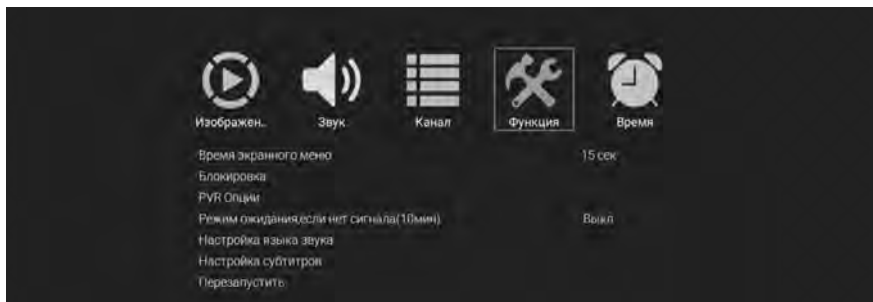 Изображен..
Звук
Канал
Функция
Время
Время экранного меню 15 сек
Блокировка
PVR Опции
Режим ожидания,если нет сигнала(10мин) Выкл
Настройка языка звука
Настройка субтитров
Перезапустить